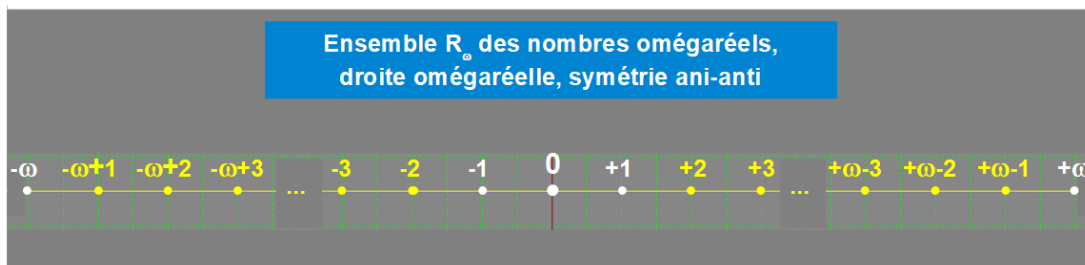 Ensemble Rω des nombres omégaréels,
droite omégaréelle, symétrie ani-anti
-ω -ω+1 -ω+2 -ω+3 ... -3 -2 -1 0 +1 +2 +3 ... +ω-3 +ω-2 +ω-1 +ω